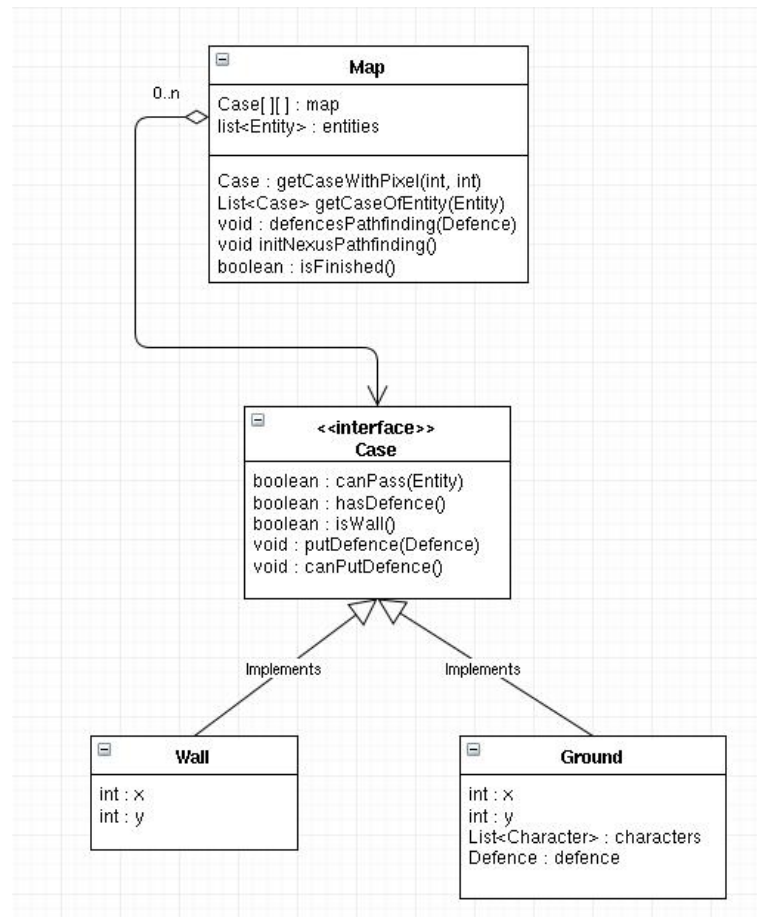 Map
0..n
Case[ ][ ] : map
list<Entity> : entities
Case : getCaseWithPixel(int, int)
List<Case> getCaseOfEntity(Entity)
void : defencesPathfinding(Defence)
void initNexusPathfinding()
boolean : isFinished()
<<interface>>
Case
boolean : canPass(Entity)
boolean : hasDefence()
boolean : isWall()
void : putDefence(Defence)
void : canPutDefence()
Implements
Implements
Wall
int : x
int : y
Ground
int : x
int : y
List<Character> : characters
Defence : defence